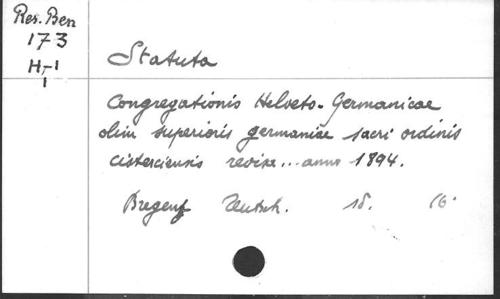 Res. Ben
173
H,-1
1
Statuta
Congregationis Helveto-Germanicae
olim superioris germaniae sacri ordinis
cisterciensis revisa... anno 1894.
Bregenz Teutsch. 18. 16°